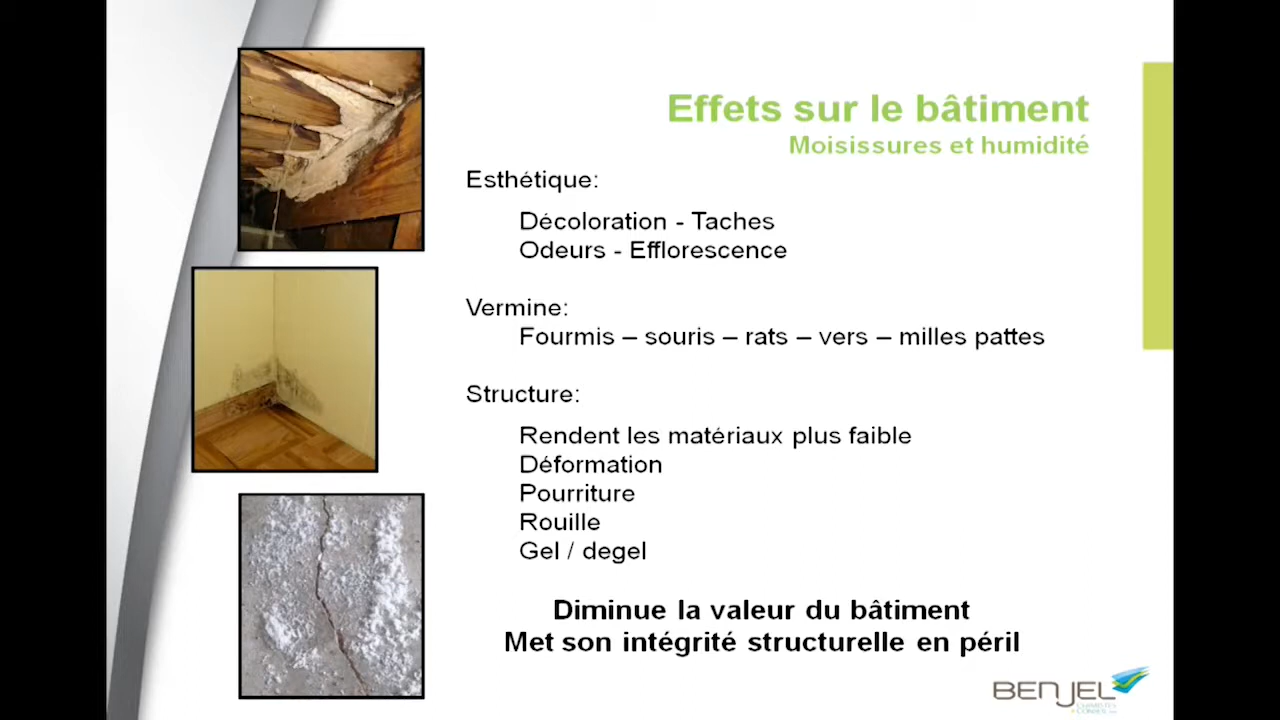 Effets sur le bâtiment
Moisissures et humidité
Esthétique:
Décoloration - Taches
Odeurs - Efflorescence
Vermine:
Fourmis – souris – rats – vers – milles pattes
Structure:
Rendent les matériaux plus faible
Déformation
Pourriture
Rouille
Gel / degel
Diminue la valeur du bâtiment
Met son intégrité structurelle en péril
BENJEL